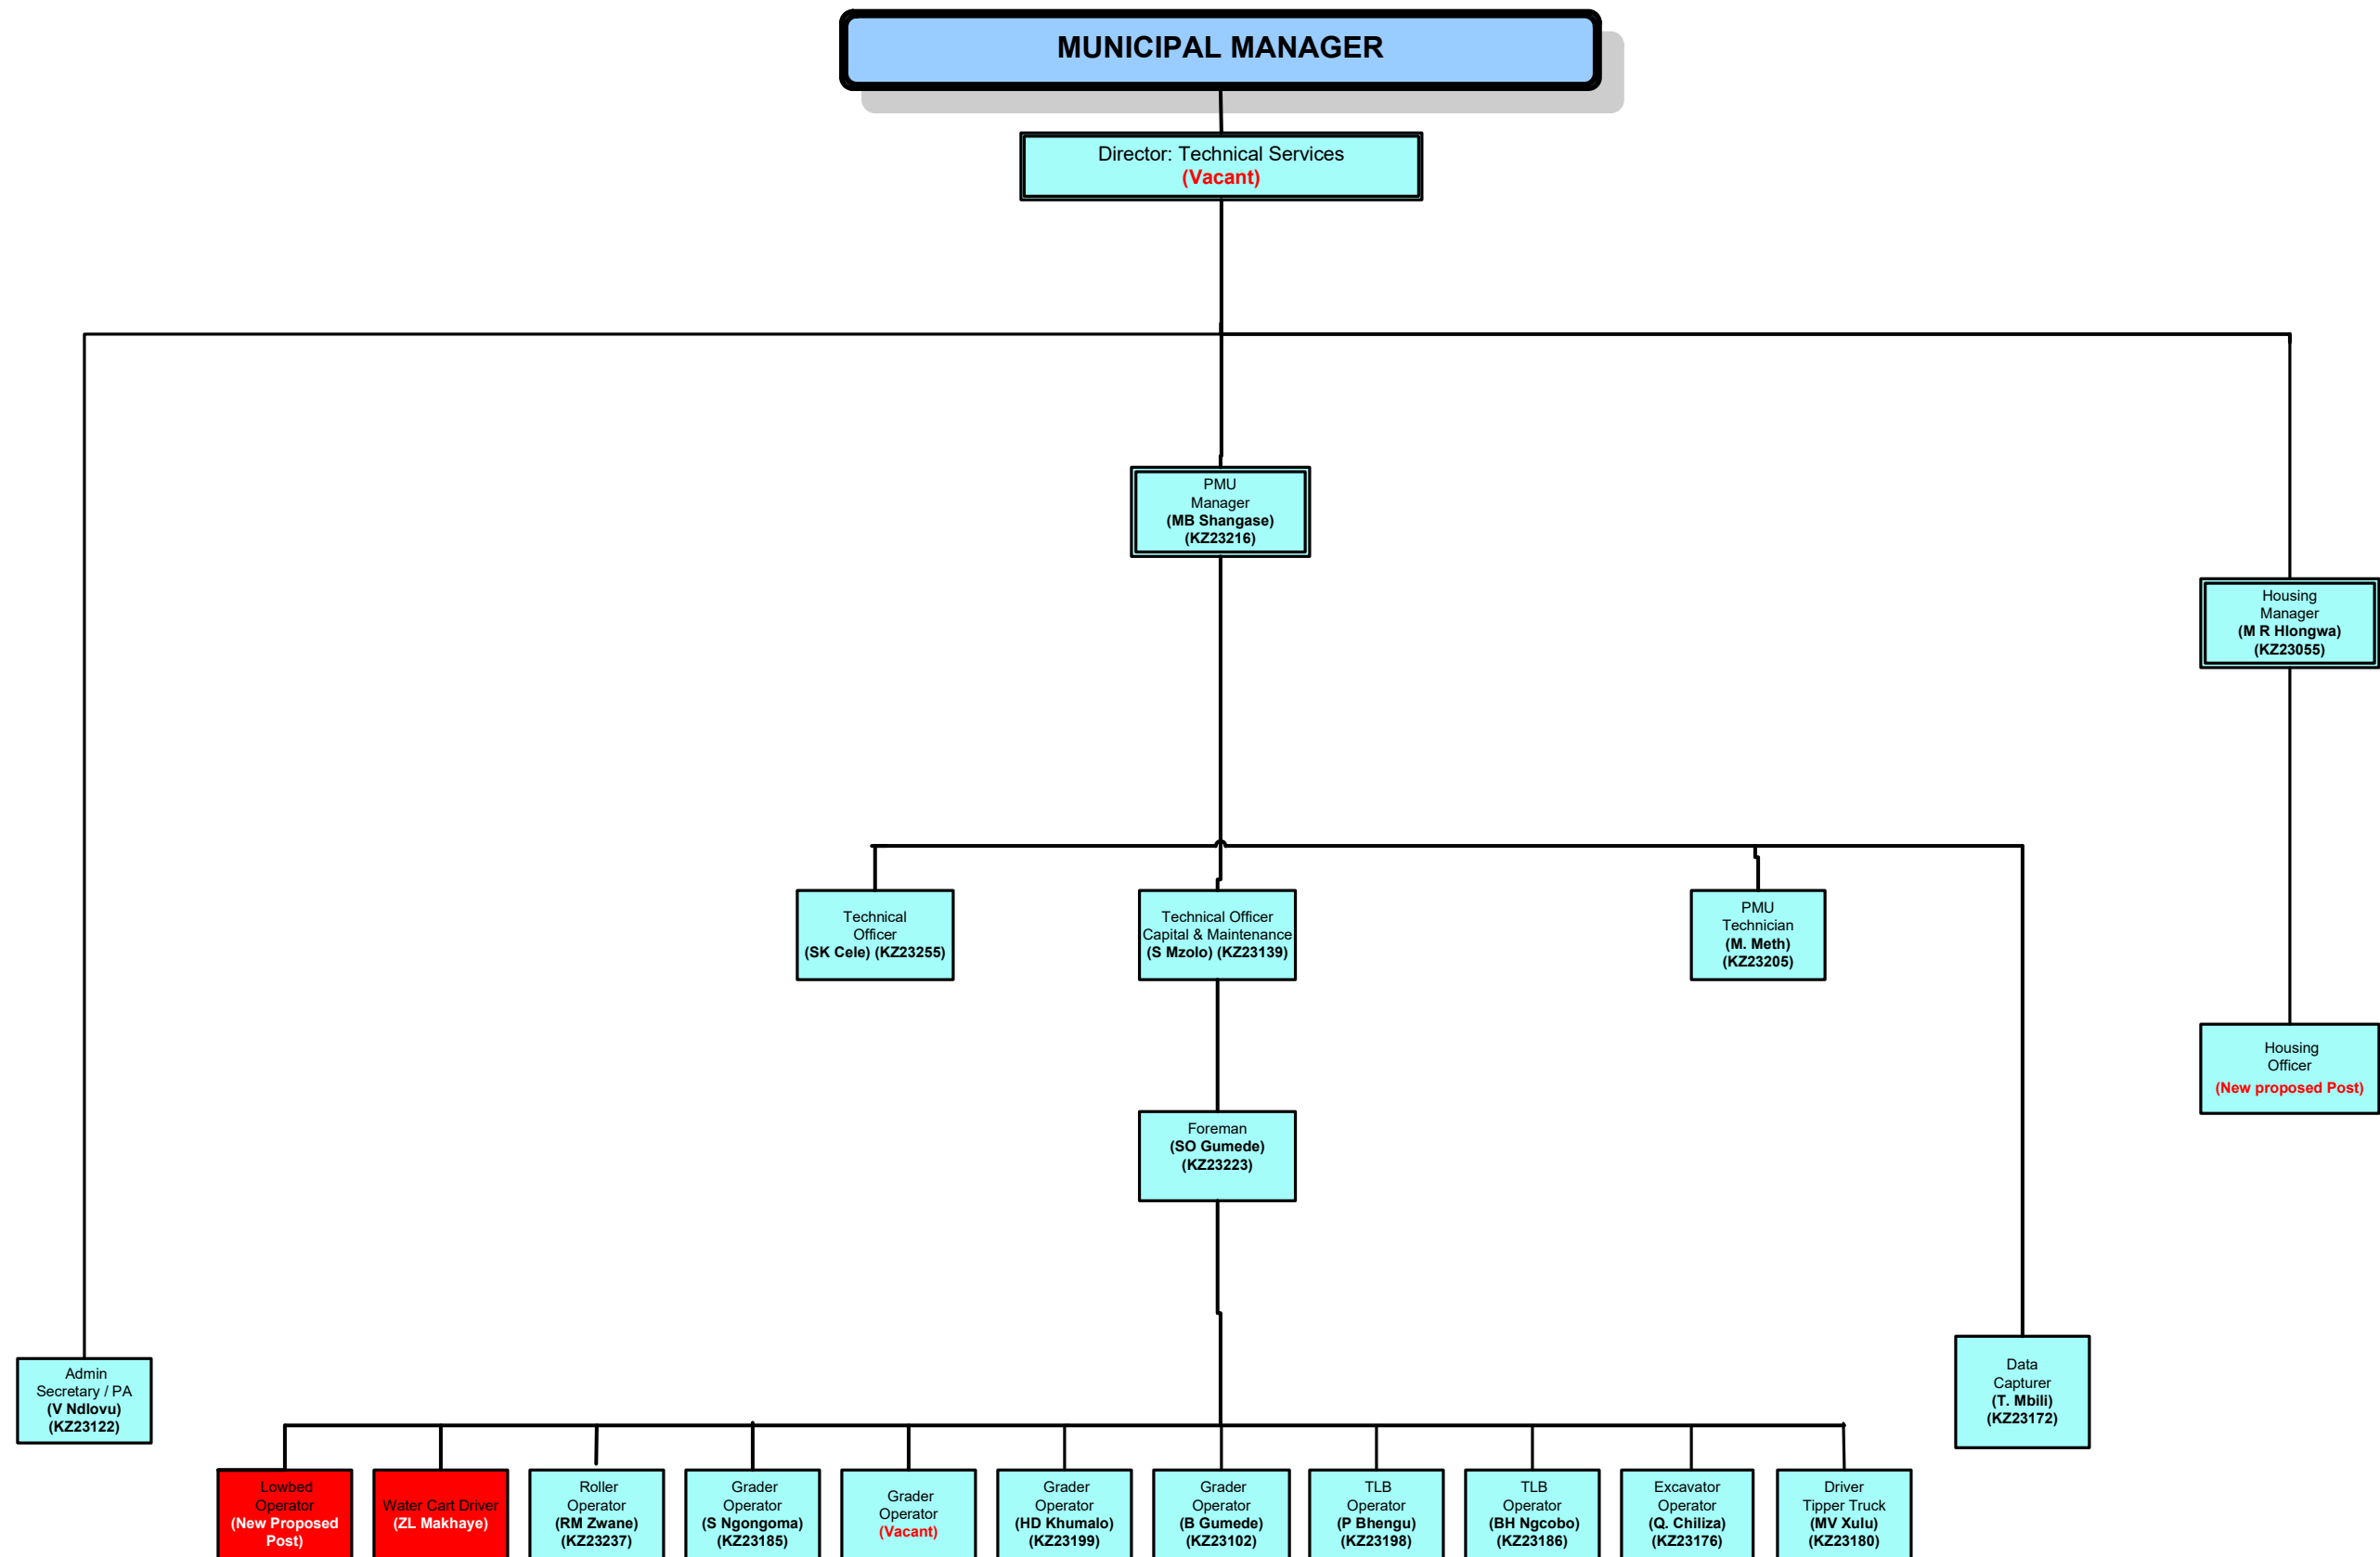 MUNICIPAL MANAGER
Director: Technical Services
(Vacant)
PMU
Manager
(MB Shangase)
(KZ23216)
Housing
Manager
(M R Hlongwa)
(KZ23055)
Technical
Officer
(SK Cele) (KZ23255)
Technical Officer
Capital & Maintenance
(S Mzolo) (KZ23139)
PMU
Technician
(M. Meth)
(KZ23205)
Housing
Officer
(New proposed Post)
Foreman
(SO Gumede)
(KZ23223)
Admin
Secretary / PA
(V Ndlovu)
(KZ23122)
Data
Capturer
(T. Mbili)
(KZ23172)
Lowbed
Operator
(New Proposed
Post)
Water Cart Driver
(ZL Makhaye)
Roller
Operator
(RM Zwane)
(KZ23237)
Grader
Operator
(S Ngongoma)
(KZ23185)
Grader
Operator
(Vacant)
Grader
Operator
(HD Khumalo)
(KZ23199)
Grader
Operator
(B Gumede)
(KZ23102)
TLB
Operator
(P Bhengu)
(KZ23198)
TLB
Operator
(BH Ngcobo)
(KZ23186)
Excavator
Operator
(Q. Chiliza)
(KZ23176)
Driver
Tipper Truck
(MV Xulu)
(KZ23180)